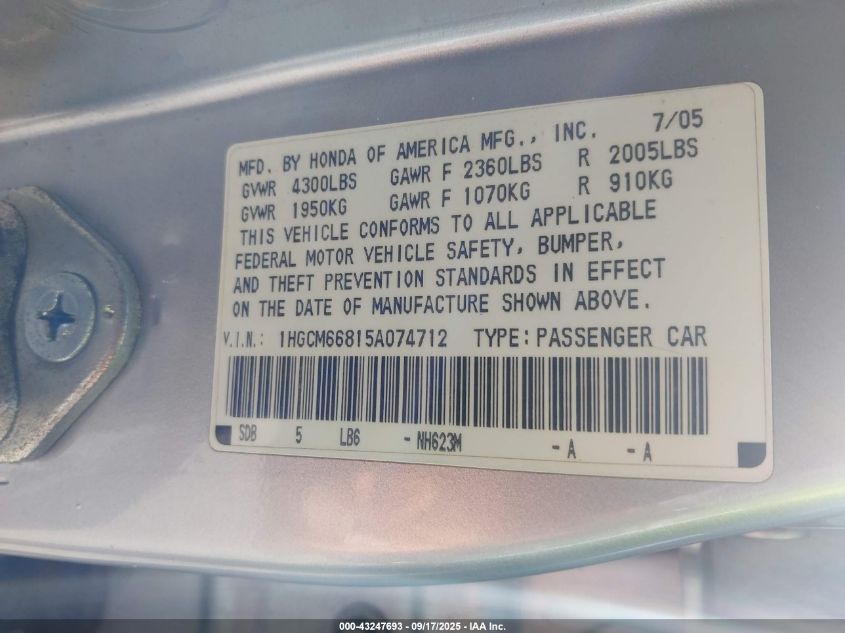 MFD. BY HONDA OF AMERICA MFG., INC. 7/05
GVWR 4300LBS GAWR F 2360LBS R 2005LBS
GVWR 1950KG GAWR F 1070KG R 910KG
THIS VEHICLE CONFORMS TO ALL APPLICABLE
FEDERAL MOTOR VEHICLE SAFETY, BUMPER,
AND THEFT PREVENTION STANDARDS IN EFFECT
ON THE DATE OF MANUFACTURE SHOWN ABOVE.
V.I.N.: 1HGCM66815A074712 TYPE: PASSENGER CAR
SDB 5 LB6 - NH623M - A - A
000-43247693 - 09/17/2025 - IAA Inc.